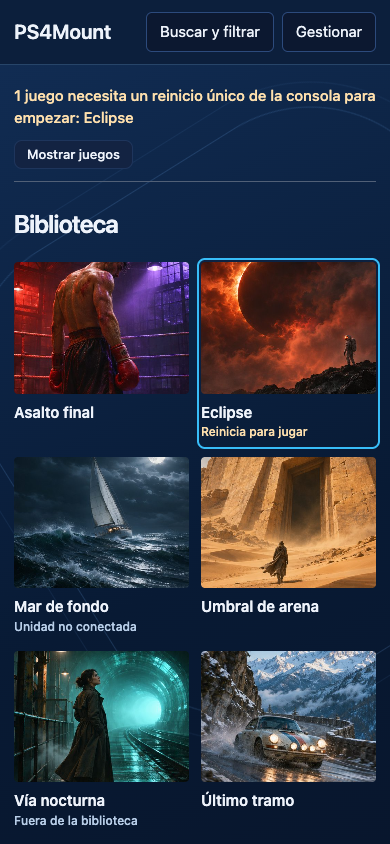 PS4Mount
Buscar y filtrar
Gestionar
1 juego necesita un reinicio único de la consola para
empezar: Eclipse
Mostrar juegos
Biblioteca
Asalto final
Eclipse
Reinicia para jugar
Mar de fondo
Unidad no conectada
Umbral de arena
Vía nocturna
Fuera de la biblioteca
Último tramo